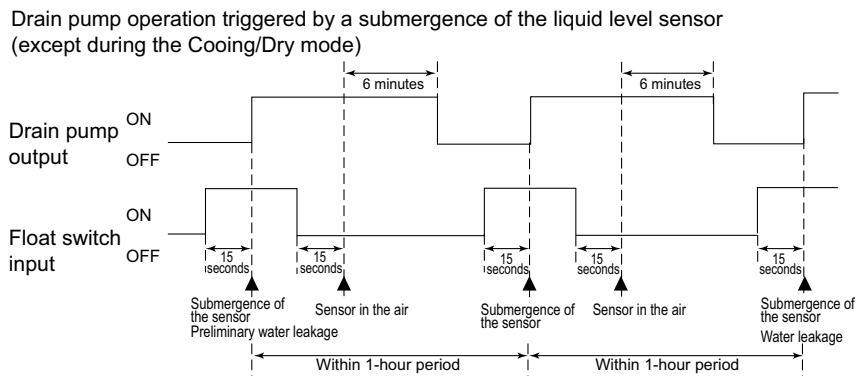 Drain pump operation triggered by a submergence of the liquid level sensor
(except during the Cooing/Dry mode)
6 minutes
6 minutes
Drain pump
output
ON
OFF
Float switch
input
ON
OFF
15
seconds
15
seconds
15
seconds
15
seconds
15
seconds
Submergence of
the sensor
Preliminary water leakage
Sensor in the air
Submergence of
the sensor
Sensor in the air
Submergence of
the sensor
Water leakage
Within 1-hour period
Within 1-hour period